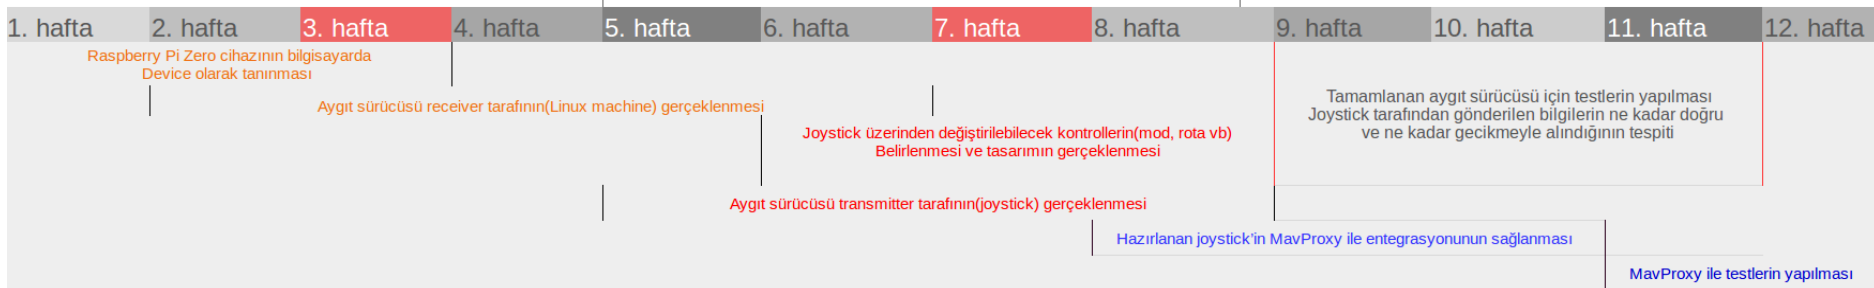 1. hafta 2. hafta 3. hafta 4. hafta 5. hafta 6. hafta 7. hafta 8. hafta 9. hafta 10. hafta 11. hafta 12. hafta
Raspberry Pi Zero cihazının bilgisayarda
Device olarak tanınması
Aygıt sürücüsü receiver tarafının(Linux machine) gerçeklenmesi
Tamamlanan aygıt sürücüsü için testlerin yapılması
Joystick tarafından gönderilen bilgilerin ne kadar doğru
ve ne kadar gecikmeyle alındığının tespiti
Joystick üzerinden değiştirilebilecek kontrollerin(mod, rota vb)
Belirlenmesi ve tasarımın gerçeklenmesi
Aygıt sürücüsü transmitter tarafının(joystick) gerçeklenmesi
Hazırlanan joystick’in MavProxy ile entegrasyonunun sağlanması
MavProxy ile testlerin yapılması